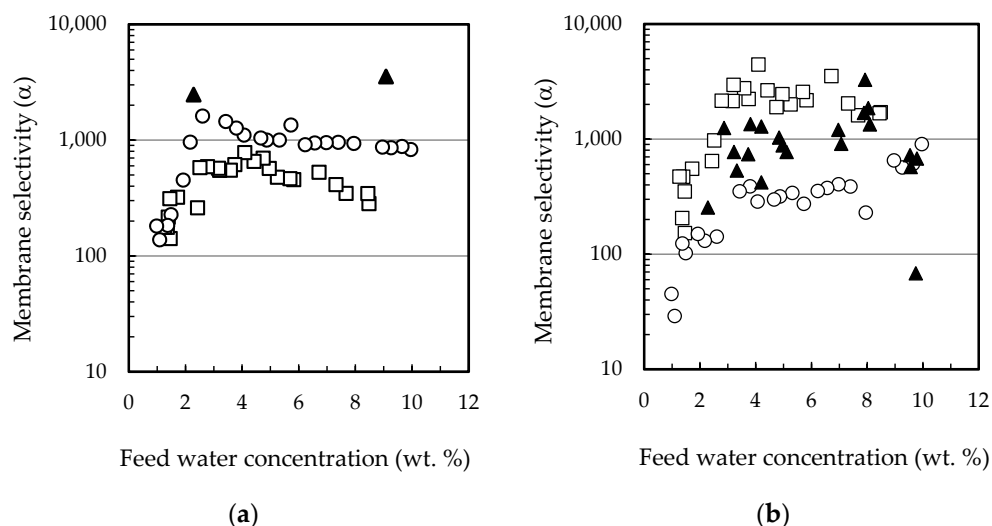 10,000
1,000
100
10
Membrane selectivity (α)
0 2 4 6 8 10 12
Feed water concentration (wt. %)
(a)
10,000
1,000
100
10
Membrane selectivity (α)
0 2 4 6 8 10 12
Feed water concentration (wt. %)
(b)